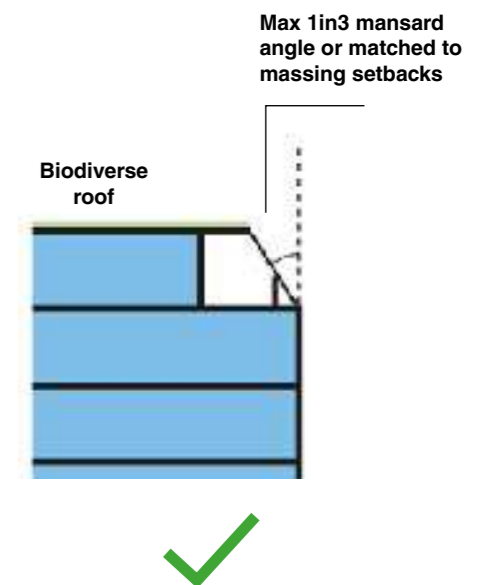 Max 1in3 mansard
angle or matched to
massing setbacks
Biodiverse
roof